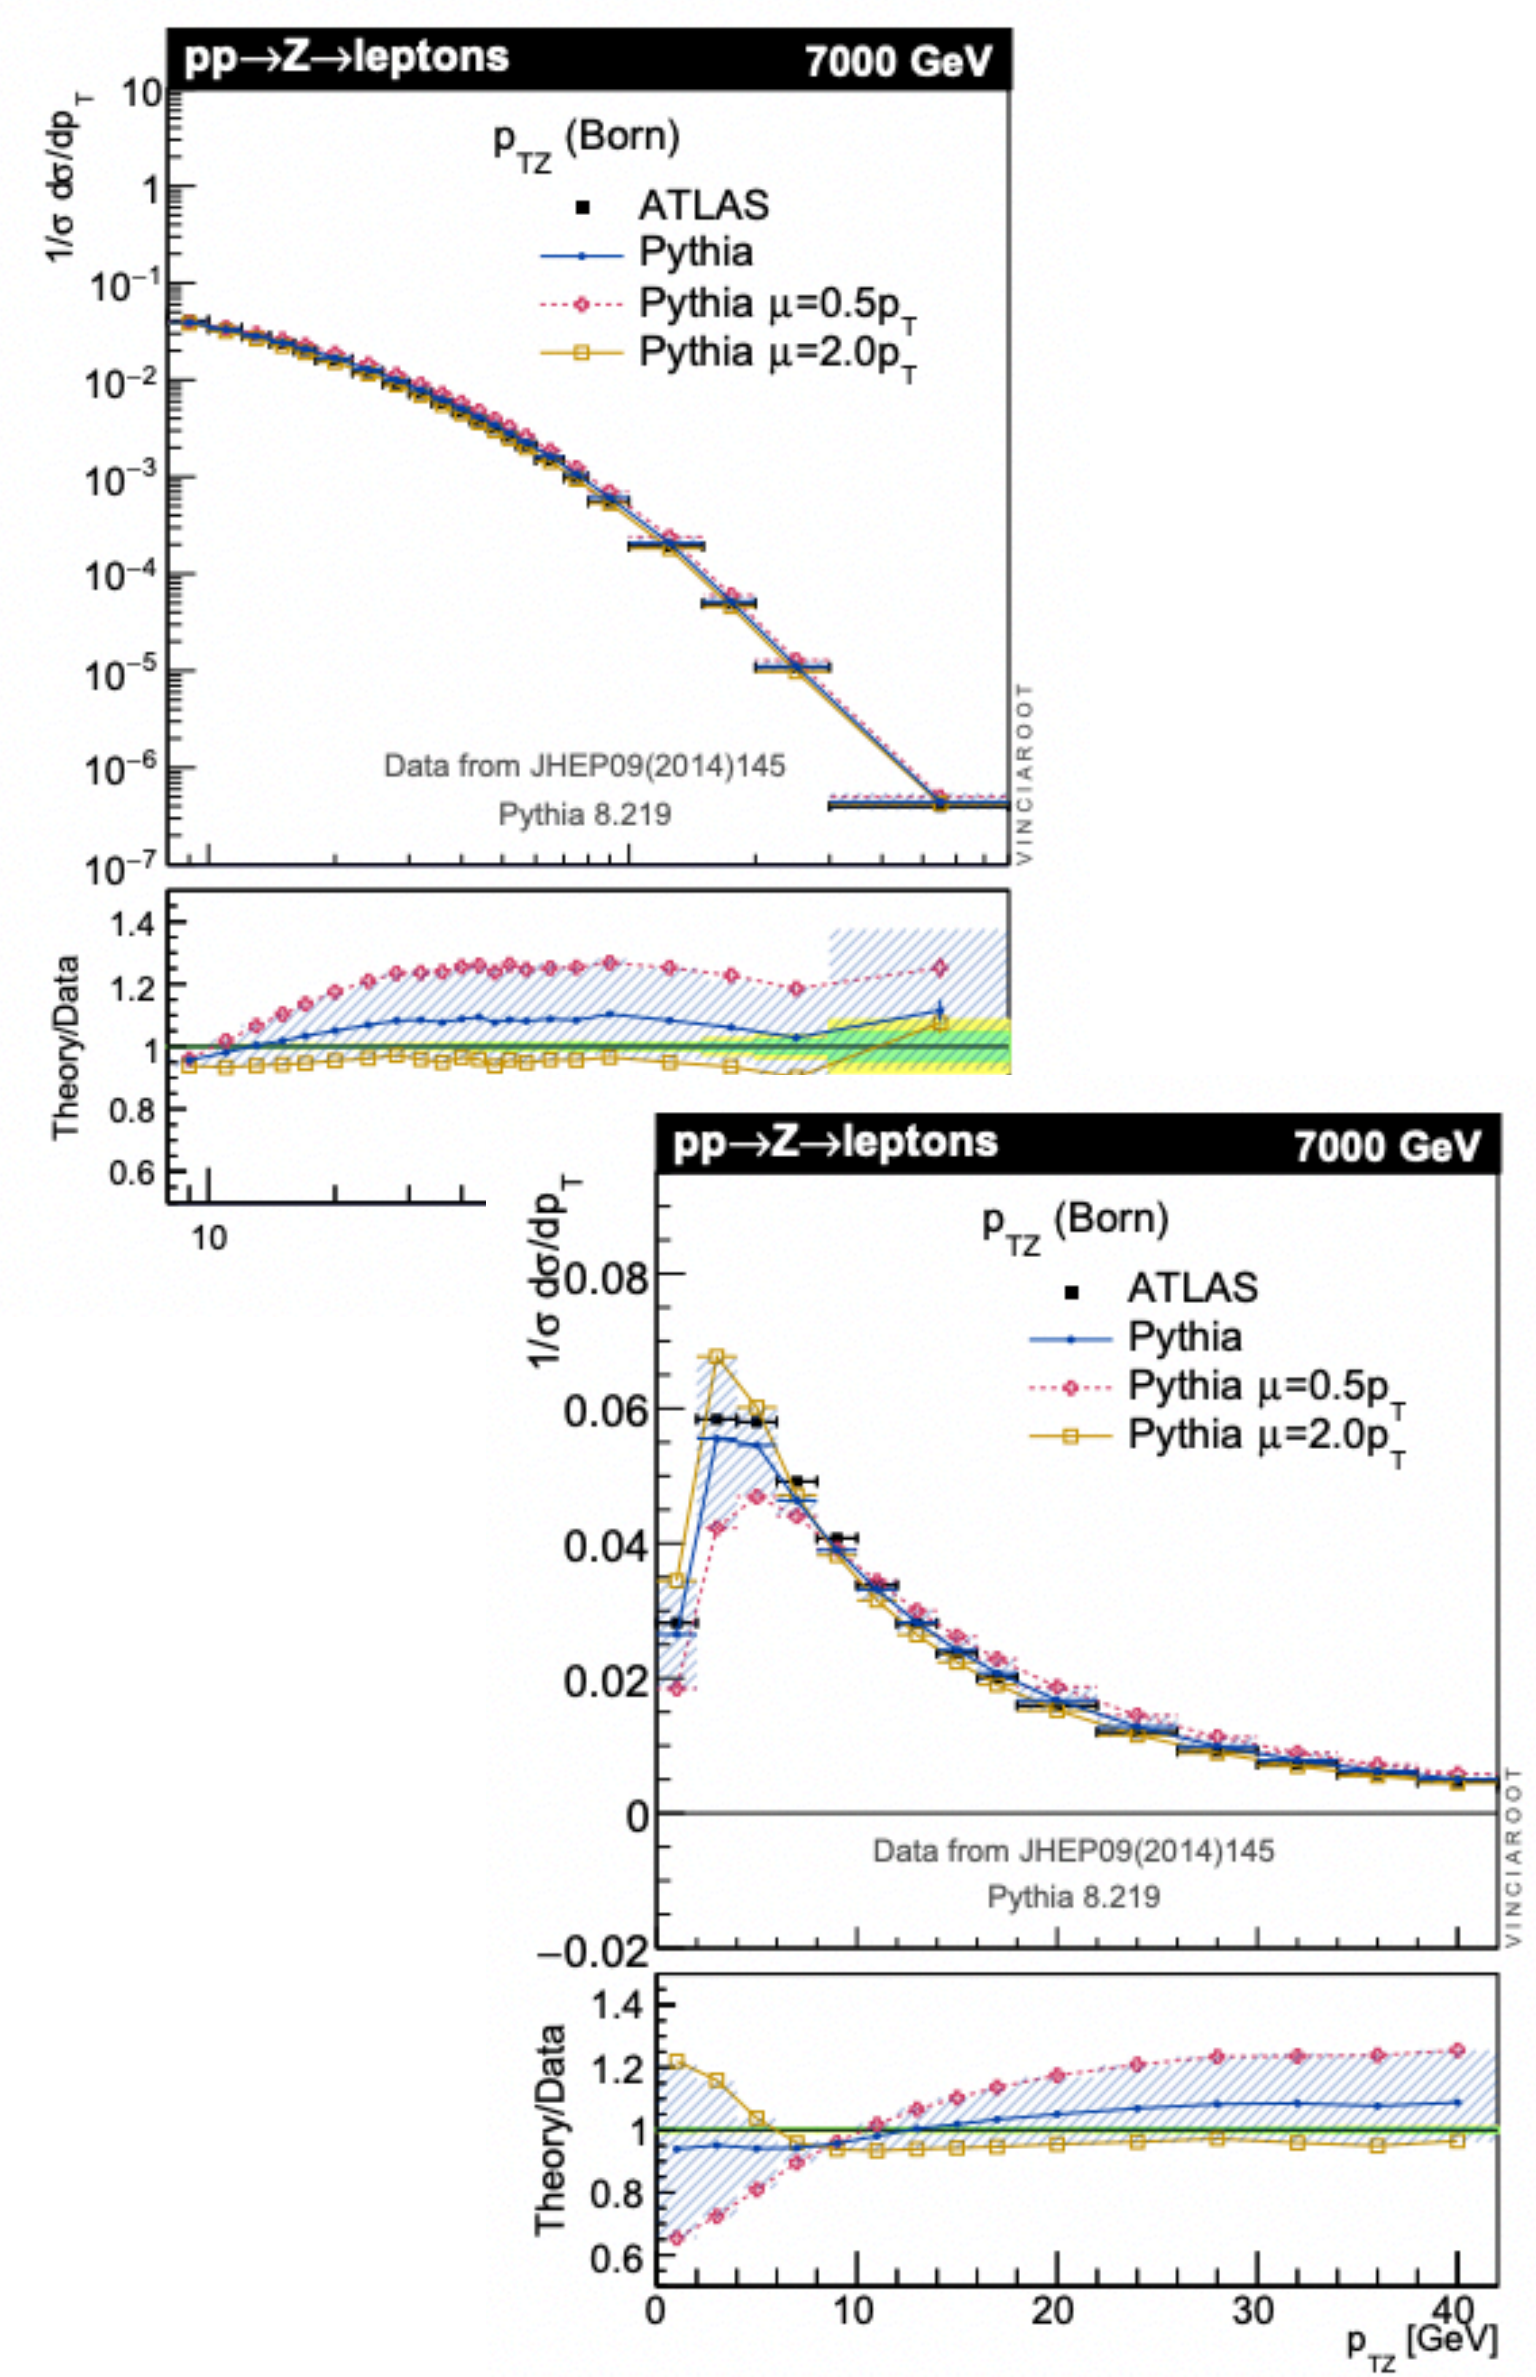 pp→Z→leptons 7000 GeV
1/σ dσ/dp_T
10
1
10⁻¹
10⁻²
10⁻³
10⁻⁴
10⁻⁵
10⁻⁶
10⁻⁷
p_TZ (Born)
ATLAS
Pythia
Pythia μ=0.5p_T
Pythia μ=2.0p_T
Data from JHEP09(2014)145
Pythia 8.219
VINCIAROOT
Theory/Data
1.4
1.2
1
0.8
0.6
10
pp→Z→leptons 7000 GeV
1/σ dσ/dp_T
0.08
0.06
0.04
0.02
0
−0.02
p_TZ (Born)
ATLAS
Pythia
Pythia μ=0.5p_T
Pythia μ=2.0p_T
Data from JHEP09(2014)145
Pythia 8.219
VINCIAROOT
Theory/Data
1.4
1.2
1
0.8
0.6
0 10 20 30 40
p_TZ [GeV]